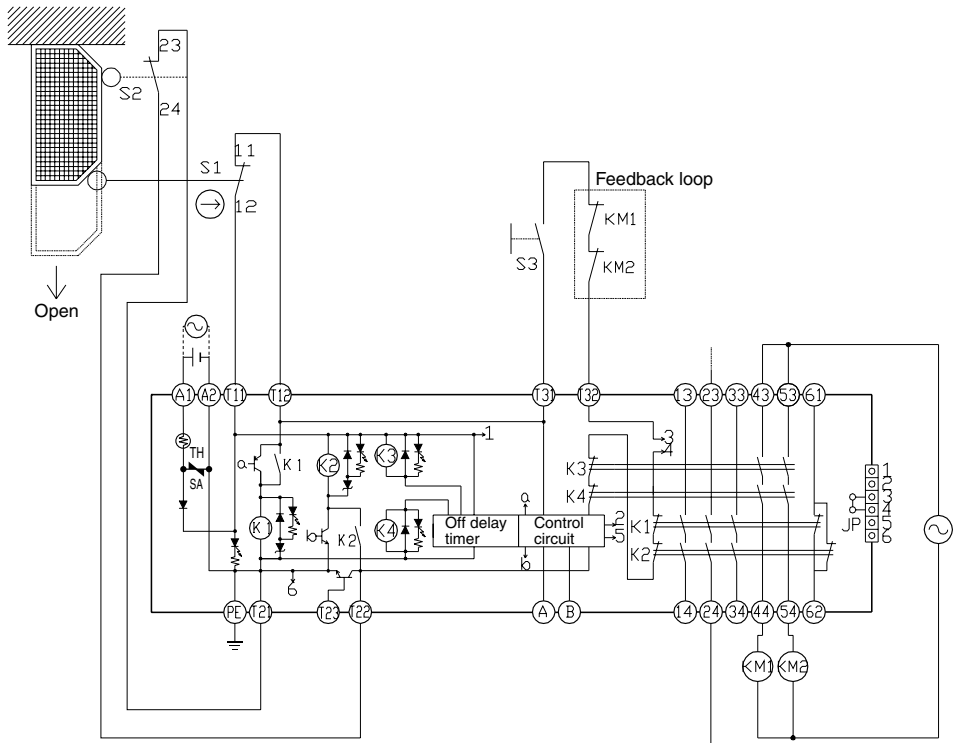 23
S2
24
11
S1
12
Feedback loop
KM1
S3
KM2
Open
A1 A2 T11 T12 T31 T32 13 23 33 43 53 61
1
3
4
TH
a
K1
K2
K3
K3
SA
K4
a
1
2
3
4
5
6
K1
b
K2
K4
Off delay timer
Control circuit
2
5
K1
K2
JP
b
6
PE T21 T23 T22 A B 14 24 34 44 54 62
KM1 KM2